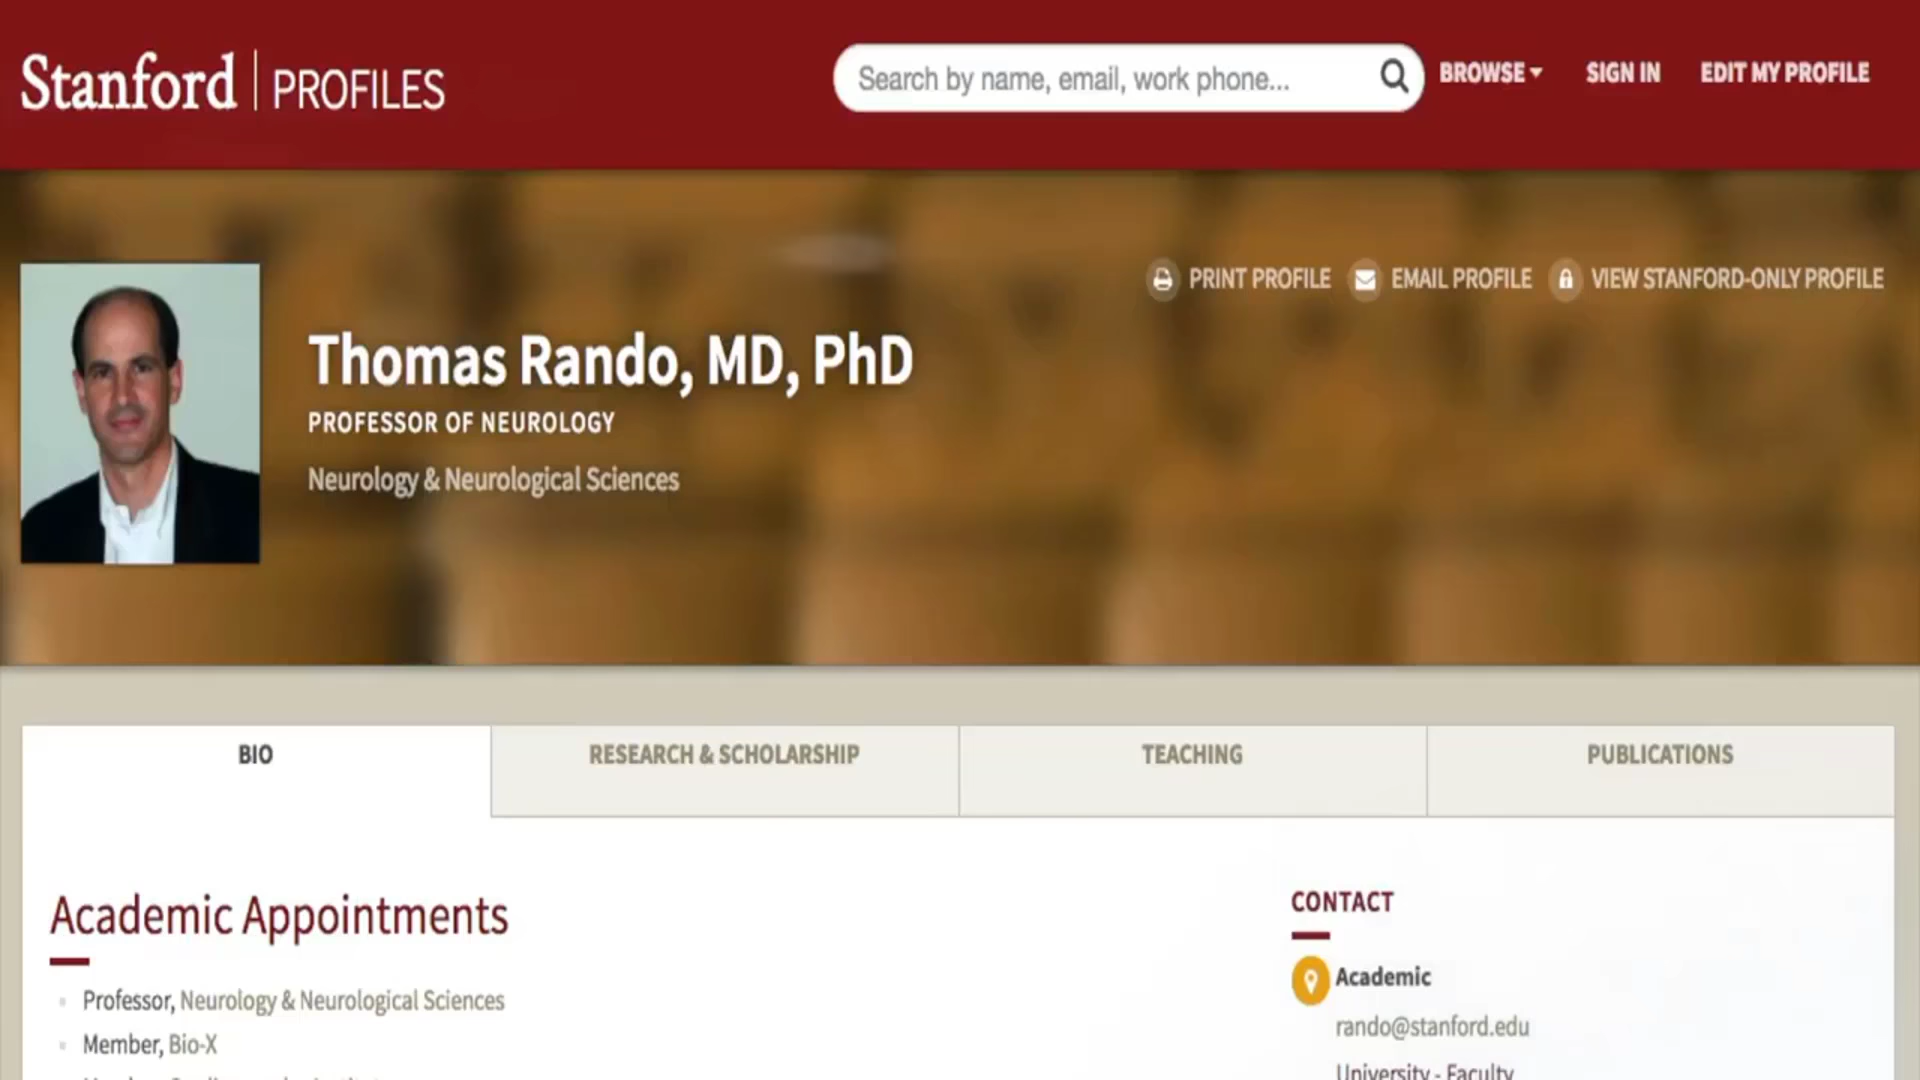 Stanford | PROFILES
Search by name, email, work phone...
BROWSE
SIGN IN
EDIT MY PROFILE
PRINT PROFILE
EMAIL PROFILE
VIEW STANFORD-ONLY PROFILE
Thomas Rando, MD, PhD
PROFESSOR OF NEUROLOGY
Neurology & Neurological Sciences
BIO
RESEARCH & SCHOLARSHIP
TEACHING
PUBLICATIONS
Academic Appointments
Professor, Neurology & Neurological Sciences
Member, Bio-X
CONTACT
Academic
rando@stanford.edu
University - Faculty